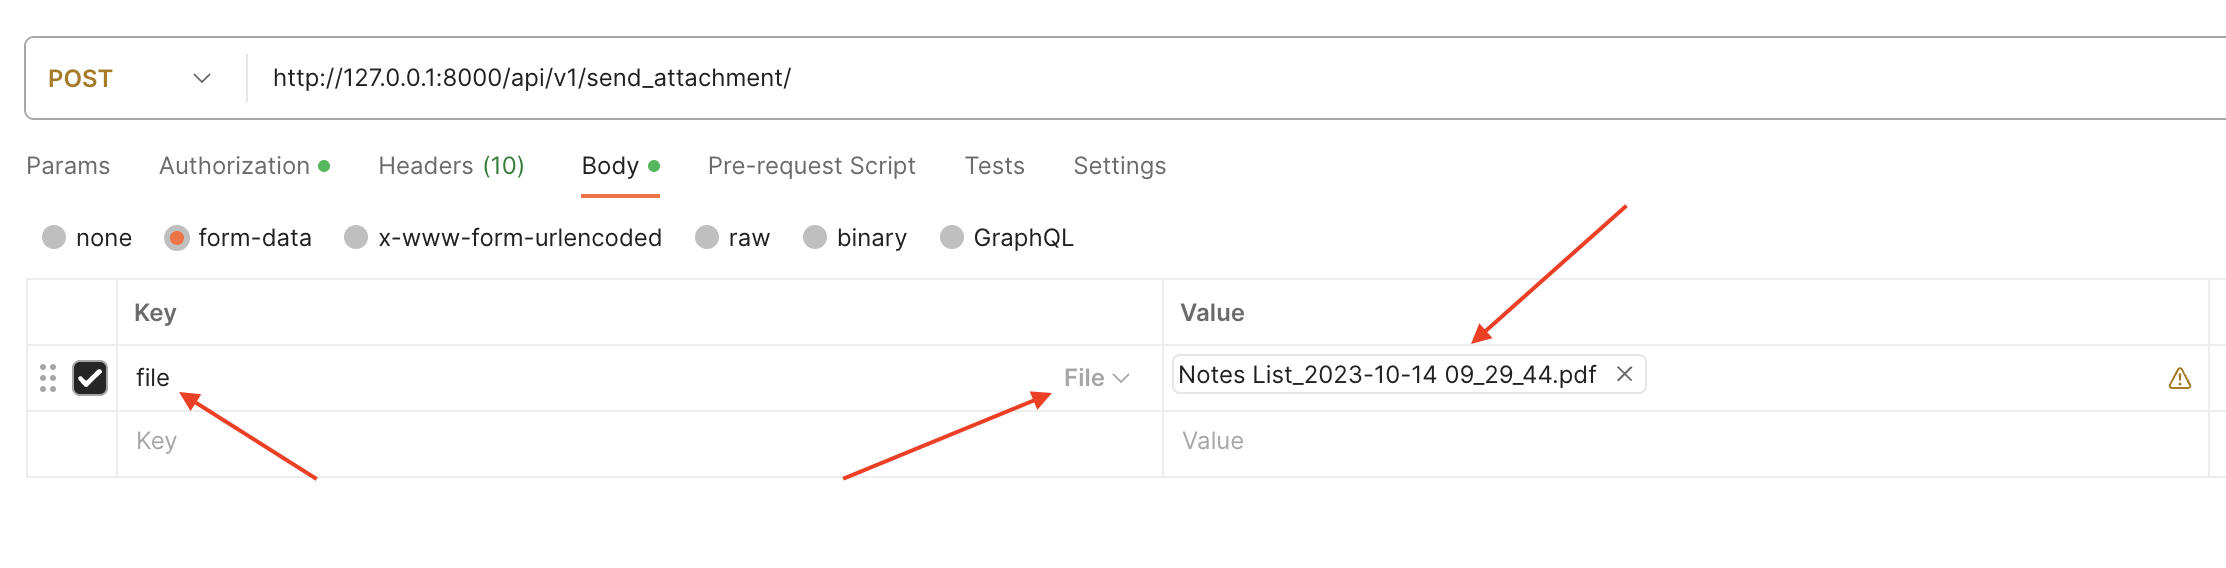 POST http://127.0.0.1:8000/api/v1/send_attachment/
Params Authorization Headers (10) Body Pre-request Script Tests Settings
none form-data x-www-form-urlencoded raw binary GraphQL
Key Value
file File Notes List_2023-10-14 09_29_44.pdf
Key Value